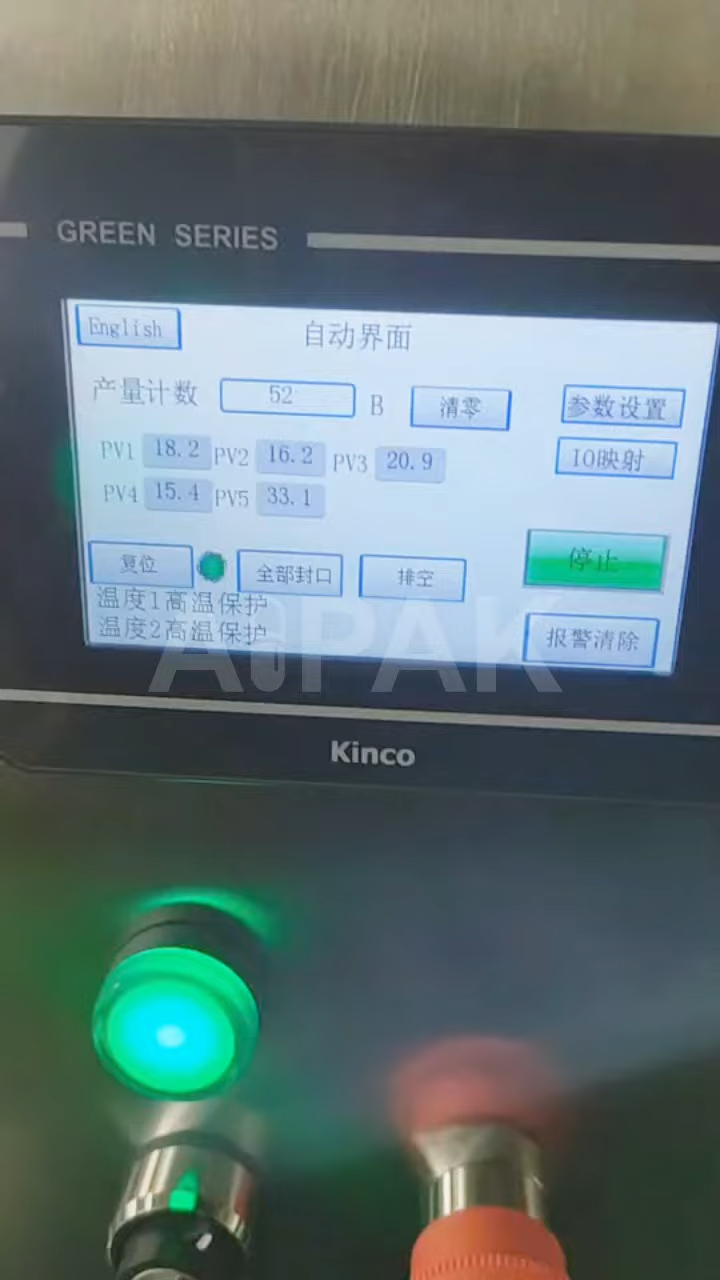 GREEN SERIES
English
自动界面
产量计数 52 B 清零 参数设置
PV1 18.2 PV2 16.2 PV3 20.9 IO映射
PV4 15.4 PV5 33.1
复位 全部封口 排空 停止
温度1高温保护
温度2高温保护 报警清除
AIPAK
Kinco